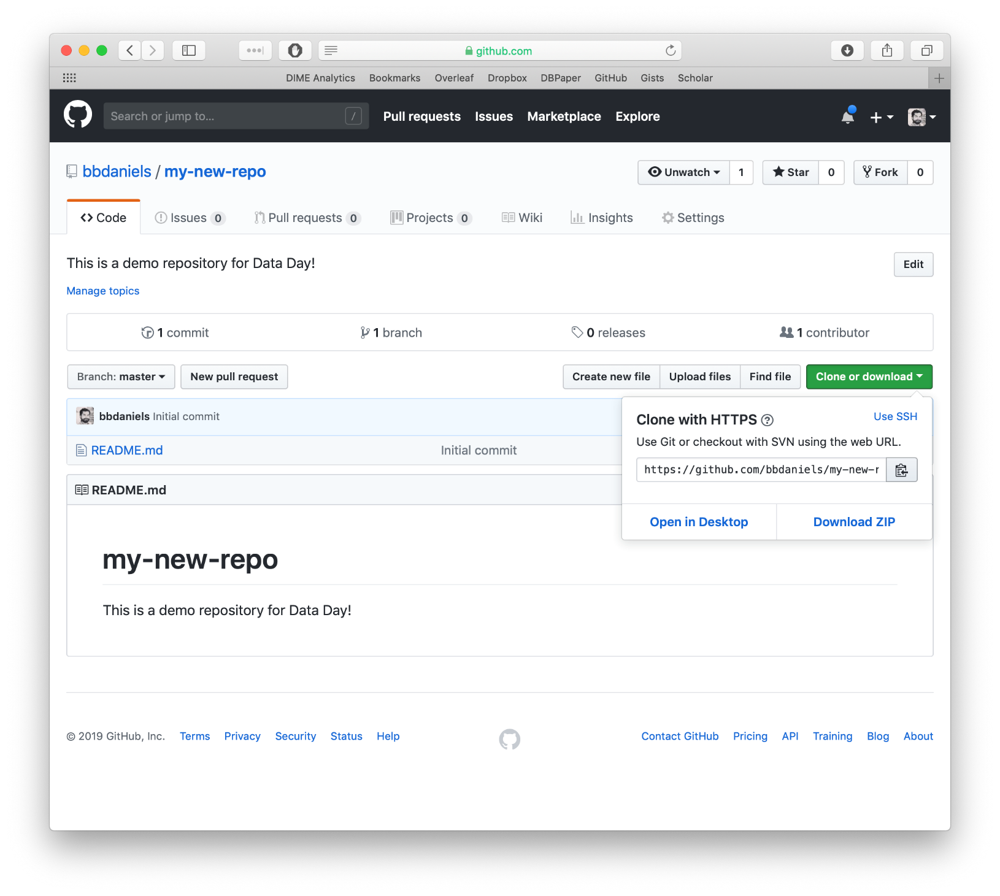 github.com
DIME Analytics Bookmarks Overleaf Dropbox DBPaper GitHub Gists Scholar
Search or jump to... / Pull requests Issues Marketplace Explore
bbdaniels / my-new-repo Unwatch 1 Star 0 Fork 0
Code Issues 0 Pull requests 0 Projects 0 Wiki Insights Settings
This is a demo repository for Data Day! Edit
Manage topics
1 commit 1 branch 0 releases 1 contributor
Branch: master New pull request Create new file Upload files Find file Clone or download
bbdaniels Initial commit
README.md Initial commit
Clone with HTTPS Use SSH
Use Git or checkout with SVN using the web URL.
https://github.com/bbdaniels/my-new-r
Open in Desktop Download ZIP
README.md
my-new-repo
This is a demo repository for Data Day!
© 2019 GitHub, Inc. Terms Privacy Security Status Help Contact GitHub Pricing API Training Blog About